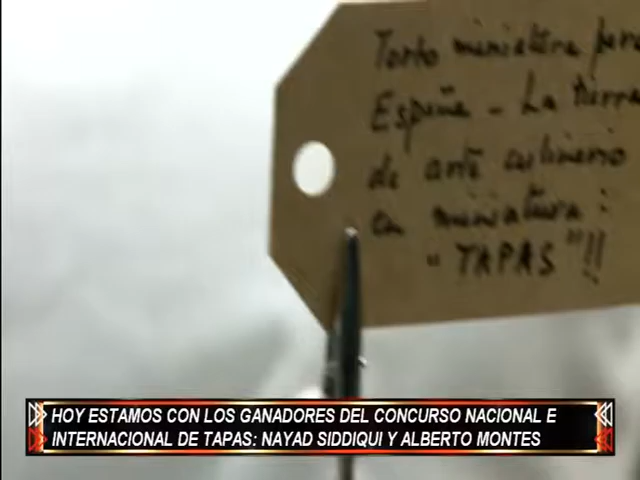 Torto miniatura para
España - La tierra
de arte culinario
en miniatura :
"TAPAS"!!
HOY ESTAMOS CON LOS GANADORES DEL CONCURSO NACIONAL E
INTERNACIONAL DE TAPAS: NAYAD SIDDIQUI Y ALBERTO MONTES